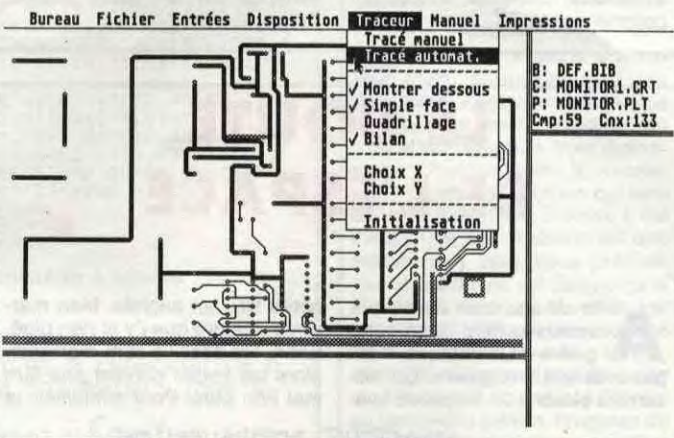 Bureau Fichier Entrées Disposition Traceur Manuel Impressions
Tracé manuel
Tracé automat.
✓ Montrer dessous
✓ Simple face
Quadrillage
✓ Bilan
Choix X
Choix Y
Initialisation
B: DEF.BIB
C: MONITOR1.CRT
P: MONITOR.PLT
Cmp:59 Cnx:133